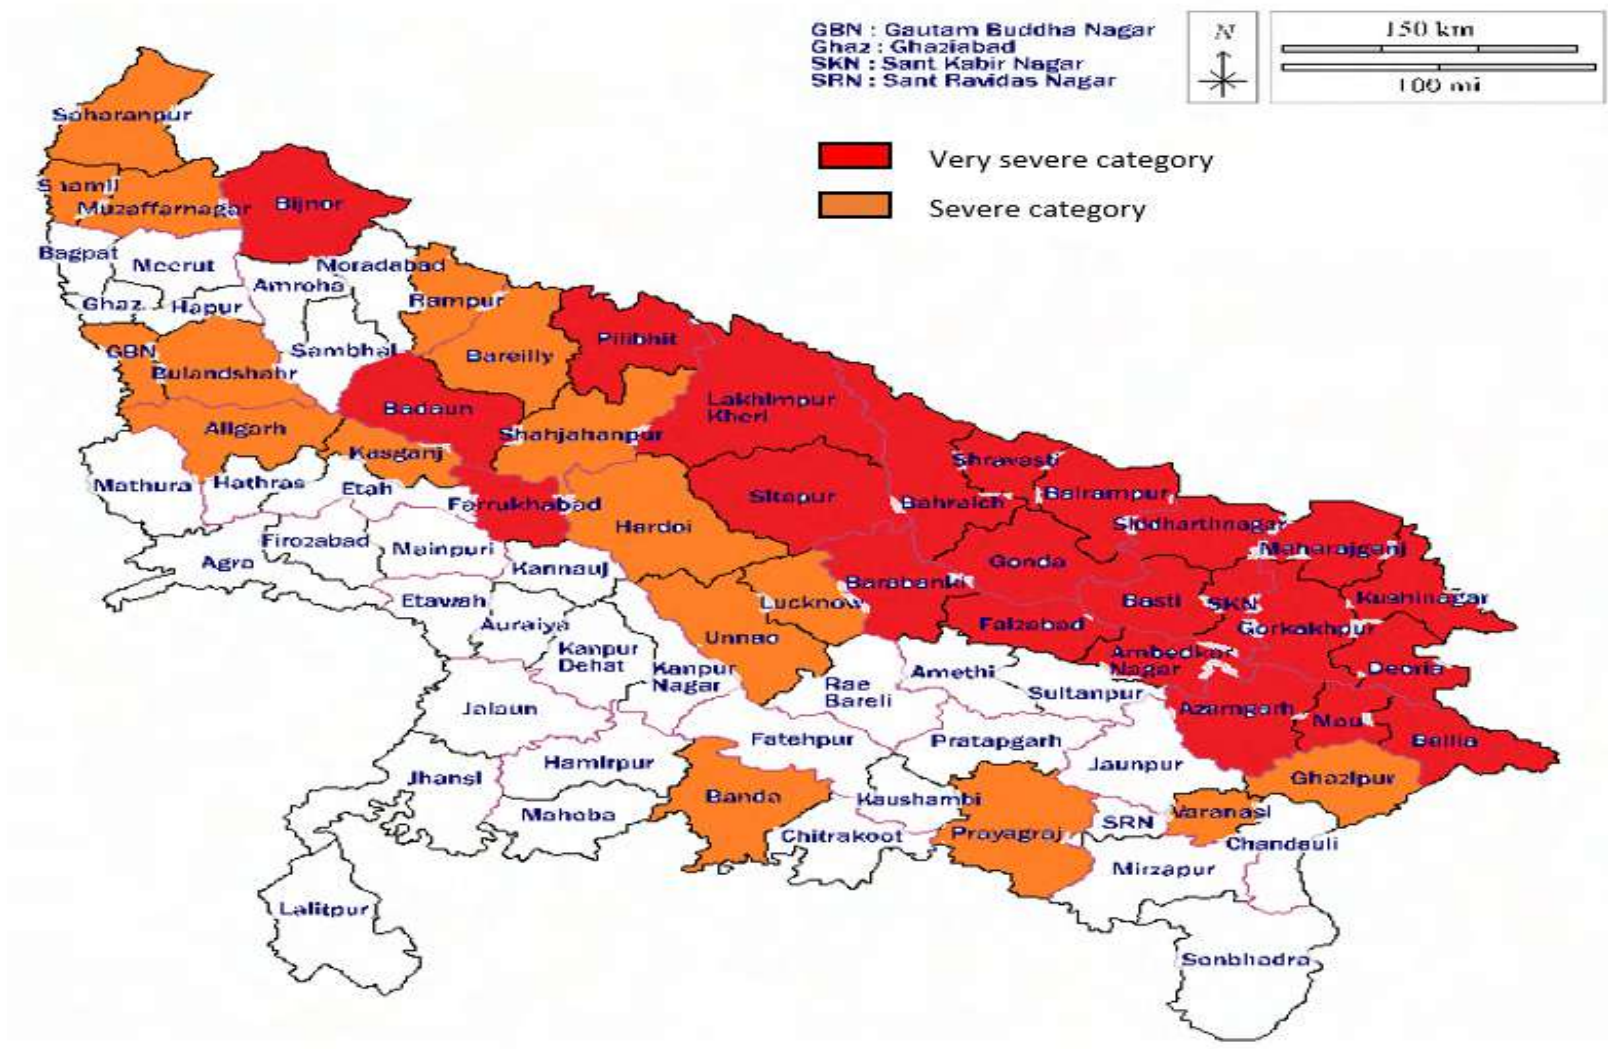 GBN : Gautam Buddha Nagar
Ghaz : Ghaziabad
SKN : Sant Kabir Nagar
SRN : Sant Ravidas Nagar
N
150 km
100 mi
Very severe category
Severe category
Saharanpur
Shamli
Muzaffarnagar
Bijnor
Bagpat
Meerut
Moradabad
Amroha
Ghaz
Hapur
Rampur
GBN
Sambhal
Bareilly
Pilibhit
Bulandshahr
Badaun
Lakhimpur
Kheri
Aligarh
Shahjahanpur
Kasganj
Shravasti
Mathura
Hathras
Etah
Farrukhabad
Sitapur
Bahraich
Balrampur
Hardoi
Siddharthnagar
Maharajganj
Agra
Firozabad
Mainpuri
Kannauj
Gonda
Barabanki
Etawah
Lucknow
Basti
SKN
Kushinagar
Auraiya
Unnao
Faizabad
Gorkakhpur
Kanpur
Dehat
Kanpur
Nagar
Ambedkar
Nagar
Deoria
Amethi
Rae
Bareli
Sultanpur
Jalaun
Azamgarh
Mau
Ballia
Fatehpur
Pratapgarh
Jaunpur
Jhansi
Hamirpur
Ghazipur
Banda
Kaushambi
Mahoba
Chitrakoot
Prayagraj
SRN
Varanasi
Chandauli
Mirzapur
Lalitpur
Sonbhadra